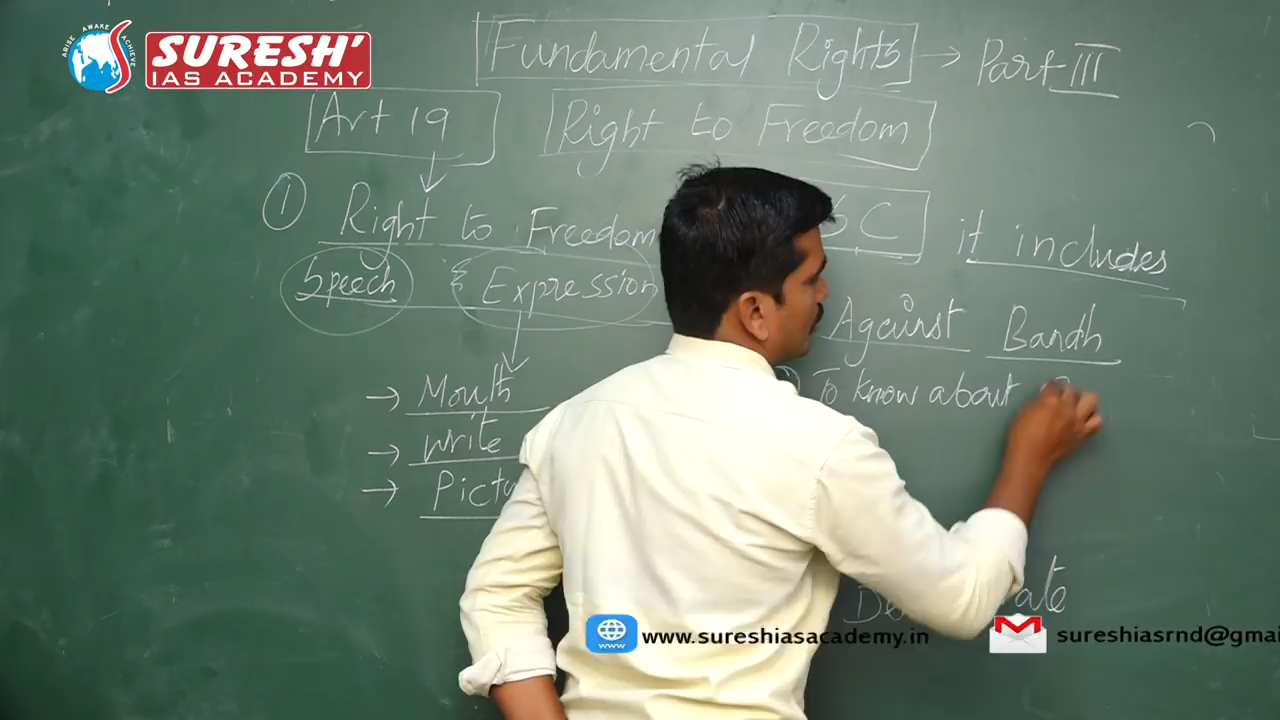 ARISE AWAKE ACHIEVE
SURESH'
IAS ACADEMY
Fundamental Rights → Part III
Art 19 Right to Freedom
① Right to Freedom
Speech & Expression
→ Mouth
→ write
→
SC it includes
Against Bandh
To know about
www.sureshiasacademy.in
sureshiasrnd@gmai